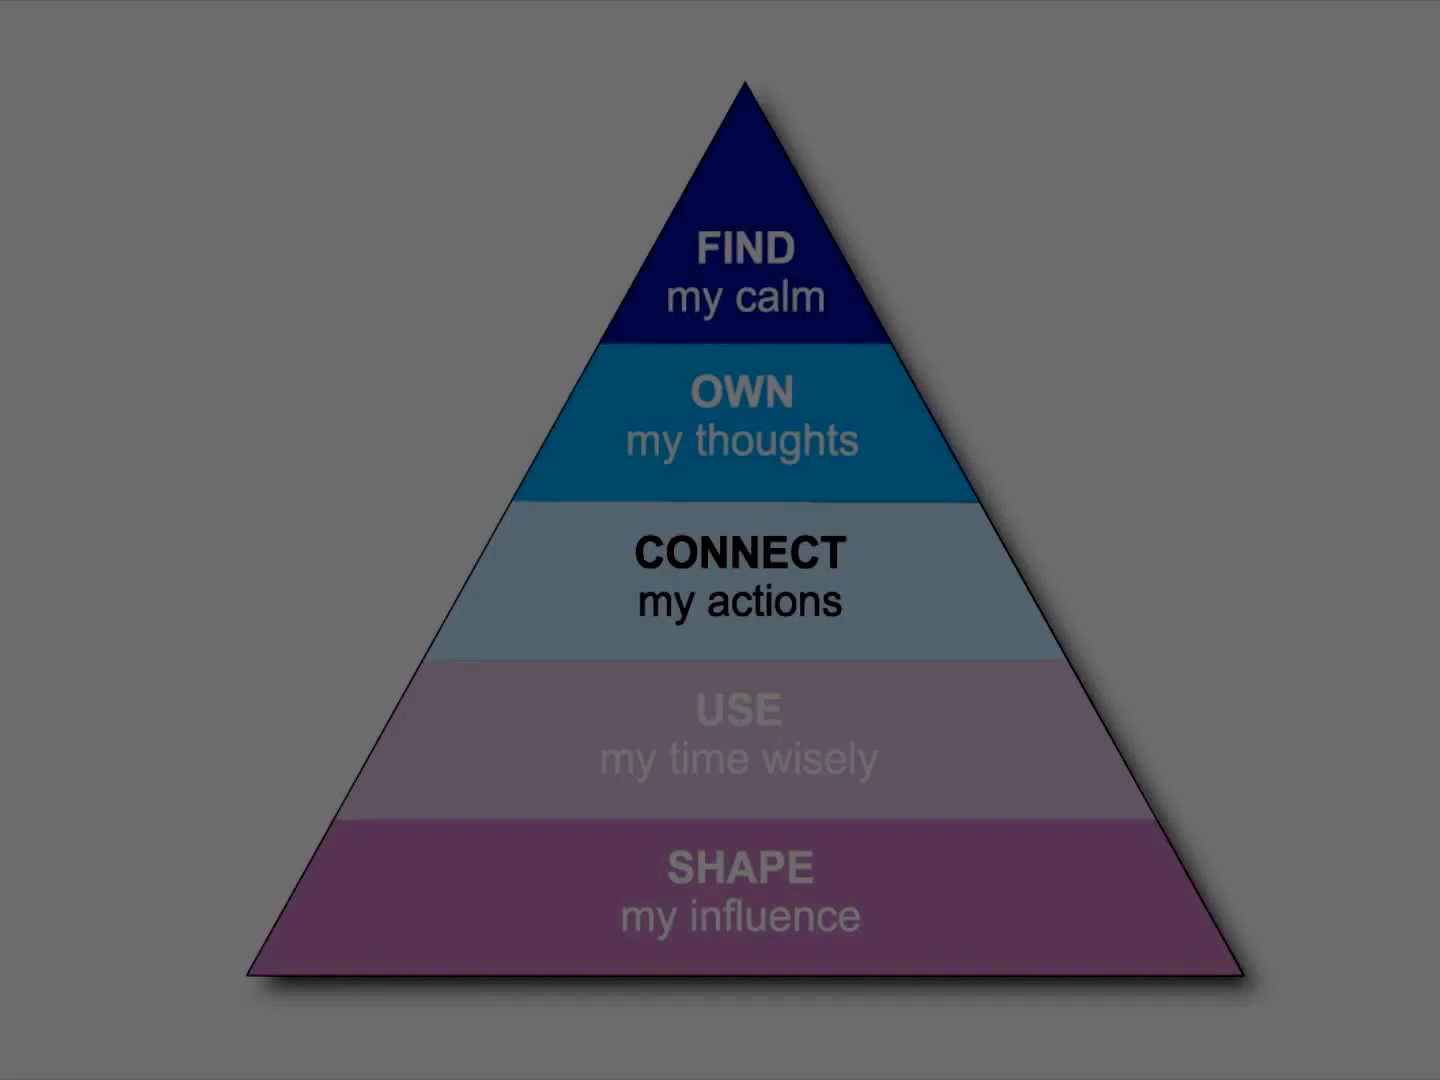 FIND
my calm
OWN
my thoughts
CONNECT
my actions
USE
my time wisely
SHAPE
my influence